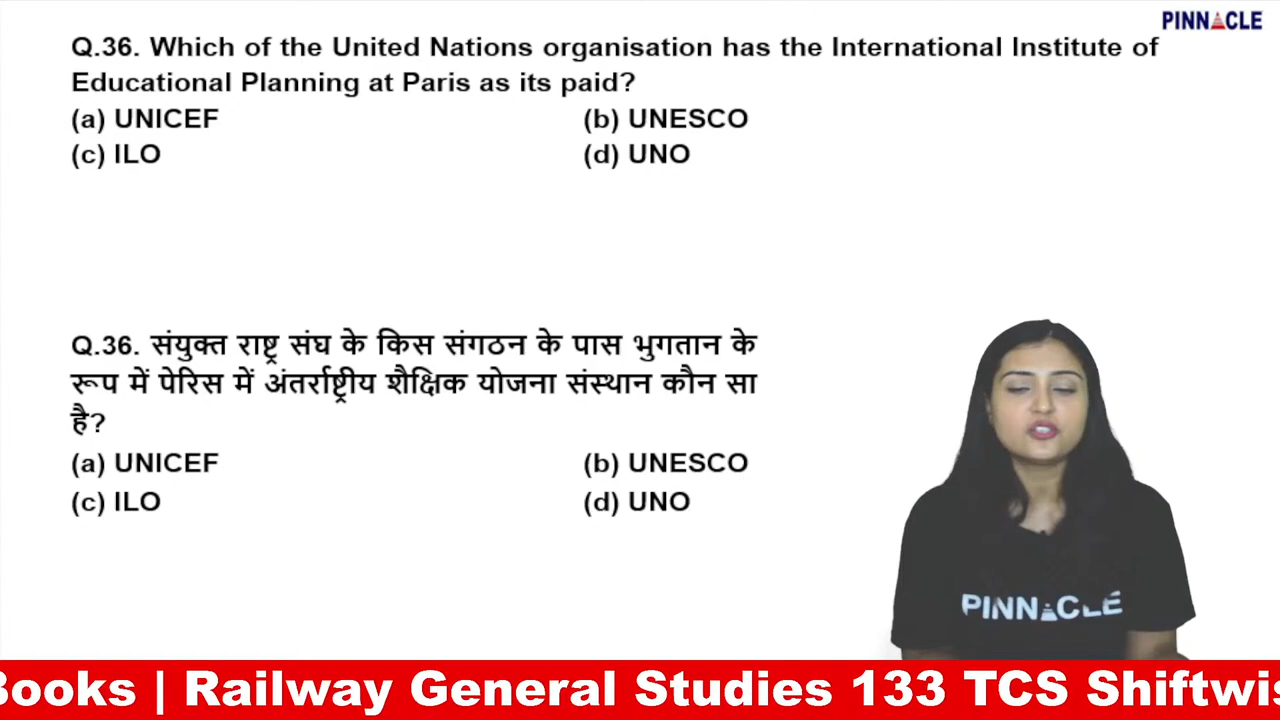 PINNACLE
Q.36. Which of the United Nations organisation has the International Institute of
Educational Planning at Paris as its paid?
(a) UNICEF (b) UNESCO
(c) ILO (d) UNO
Q.36. संयुक्त राष्ट्र संघ के किस संगठन के पास भुगतान के
रूप में पेरिस में अंतर्राष्ट्रीय शैक्षिक योजना संस्थान कौन सा
है?
(a) UNICEF (b) UNESCO
(c) ILO (d) UNO
PINNACLE
Books | Railway General Studies 133 TCS Shiftwis